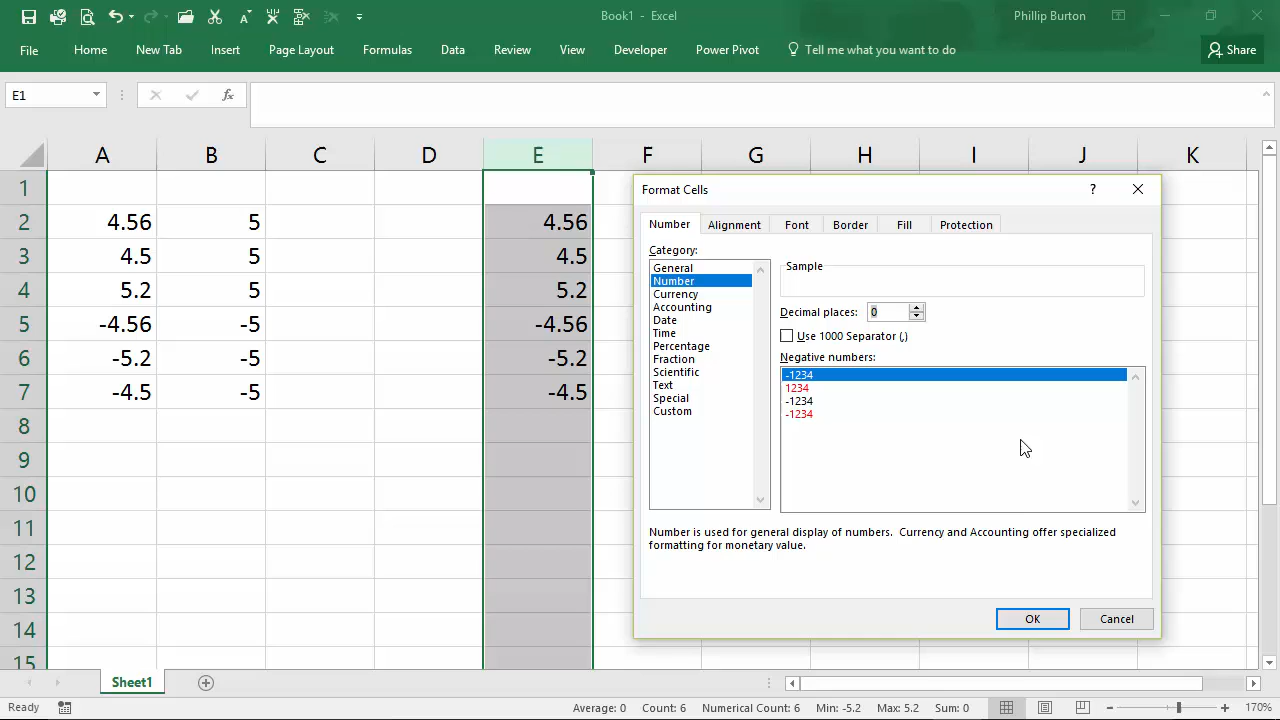 Book1 - Excel
Phillip Burton
File Home New Tab Insert Page Layout Formulas Data Review View Developer Power Pivot Tell me what you want to do Share
E1 fx
A B C D E F G H I J K
1
2 4.56 5 4.56
3 4.5 5 4.5
4 5.2 5 5.2
5 -4.56 -5 -4.56
6 -5.2 -5 -5.2
7 -4.5 -5 -4.5
8
9
10
11
12
13
14
15
Format Cells ?
Number Alignment Font Border Fill Protection
Category:
General
Number
Currency
Accounting
Date
Time
Percentage
Fraction
Scientific
Text
Special
Custom
Sample
Decimal places: 0
Use 1000 Separator (,)
Negative numbers:
-1234
1234
-1234
-1234
Number is used for general display of numbers. Currency and Accounting offer specialized
formatting for monetary value.
OK Cancel
Sheet1
Ready Average: 0 Count: 6 Numerical Count: 6 Min: -5.2 Max: 5.2 Sum: 0 170%